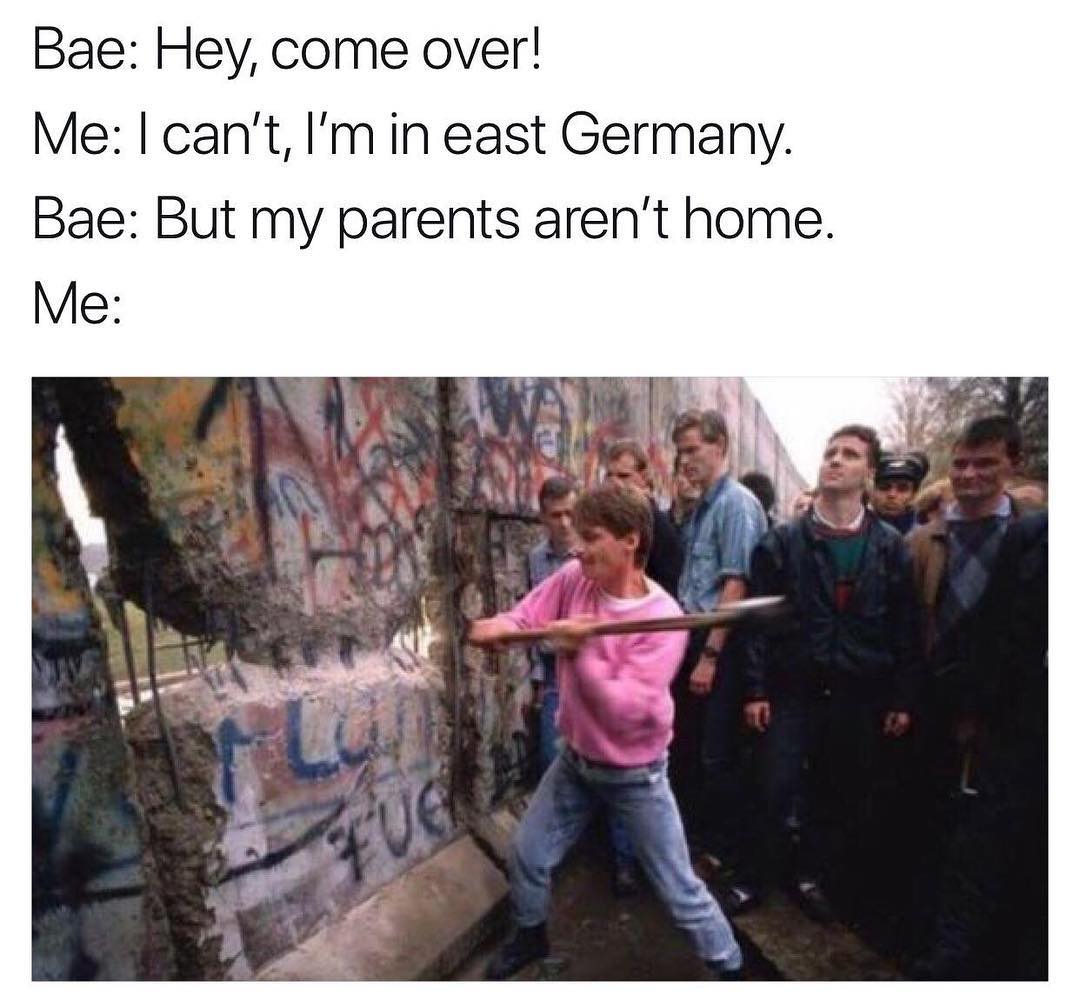 Bae: Hey, come over!
Me: I can't, I'm in east Germany.
Bae: But my parents aren't home.
Me: